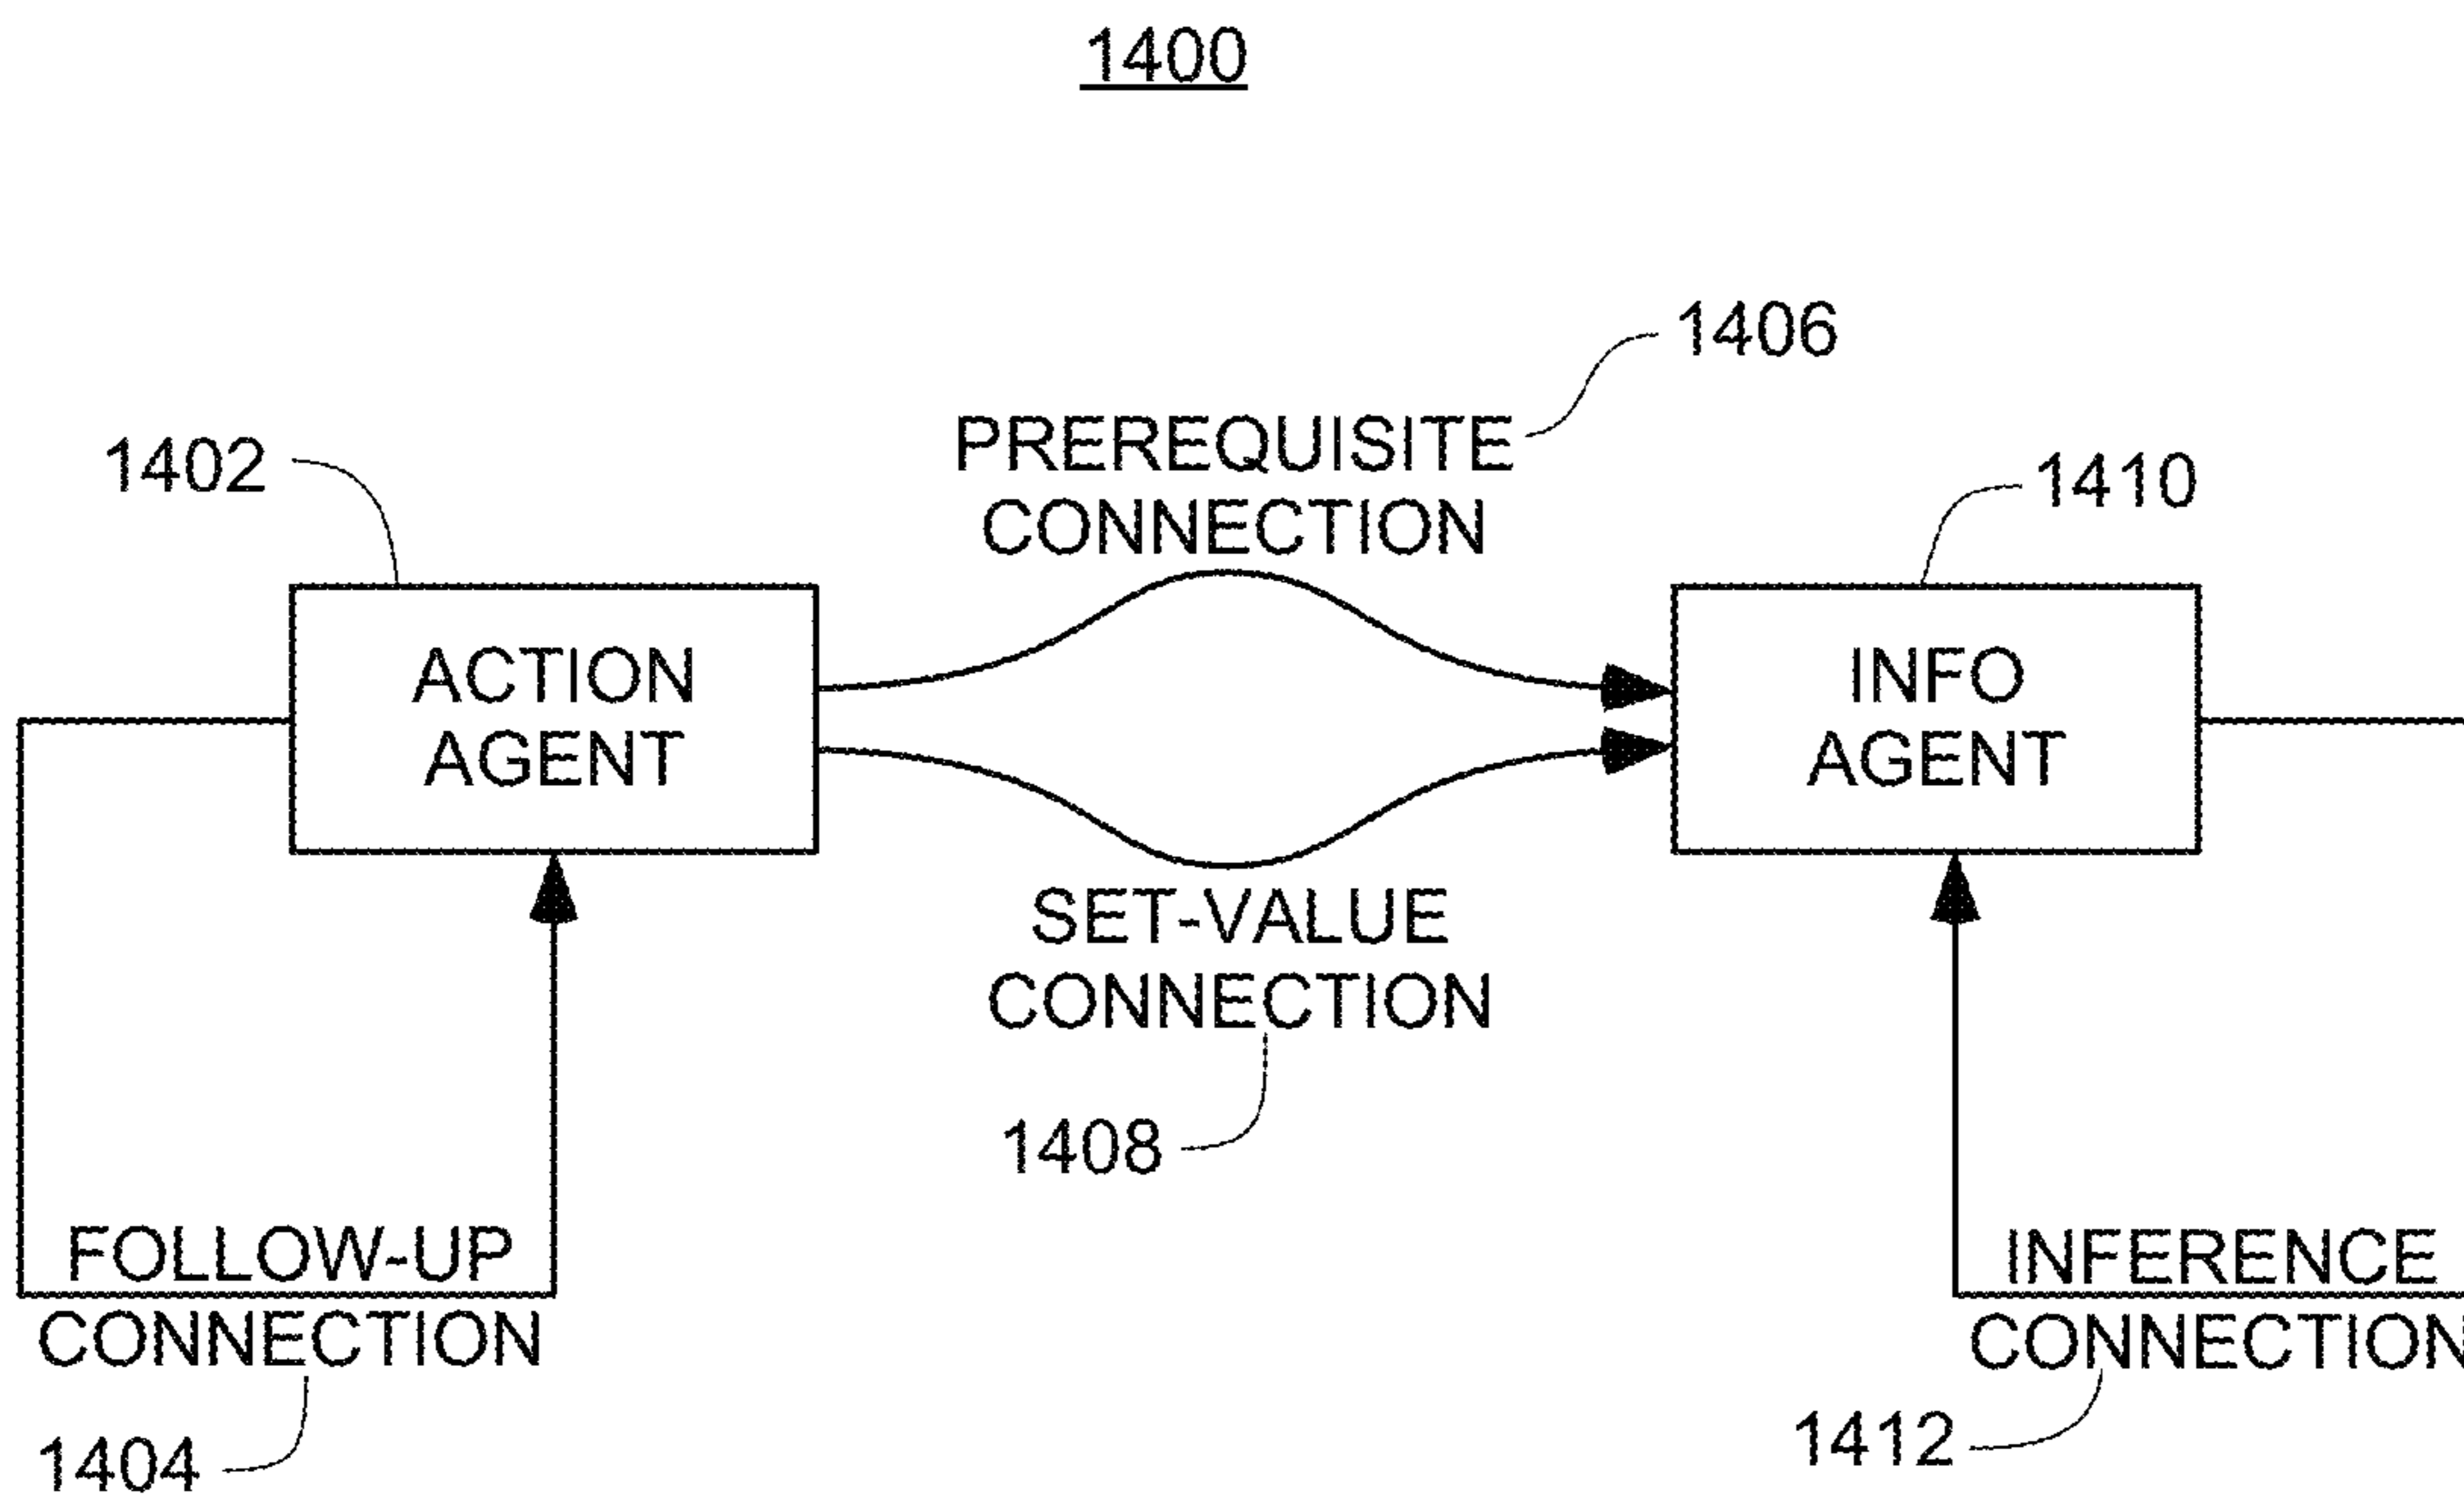 1400
1406
PREREQUISITE
CONNECTION
1402
1410
ACTION
AGENT
INFO
AGENT
SET-VALUE
CONNECTION
1408
FOLLOW-UP
CONNECTION
1404
INFERENCE
CONNECTION
1412